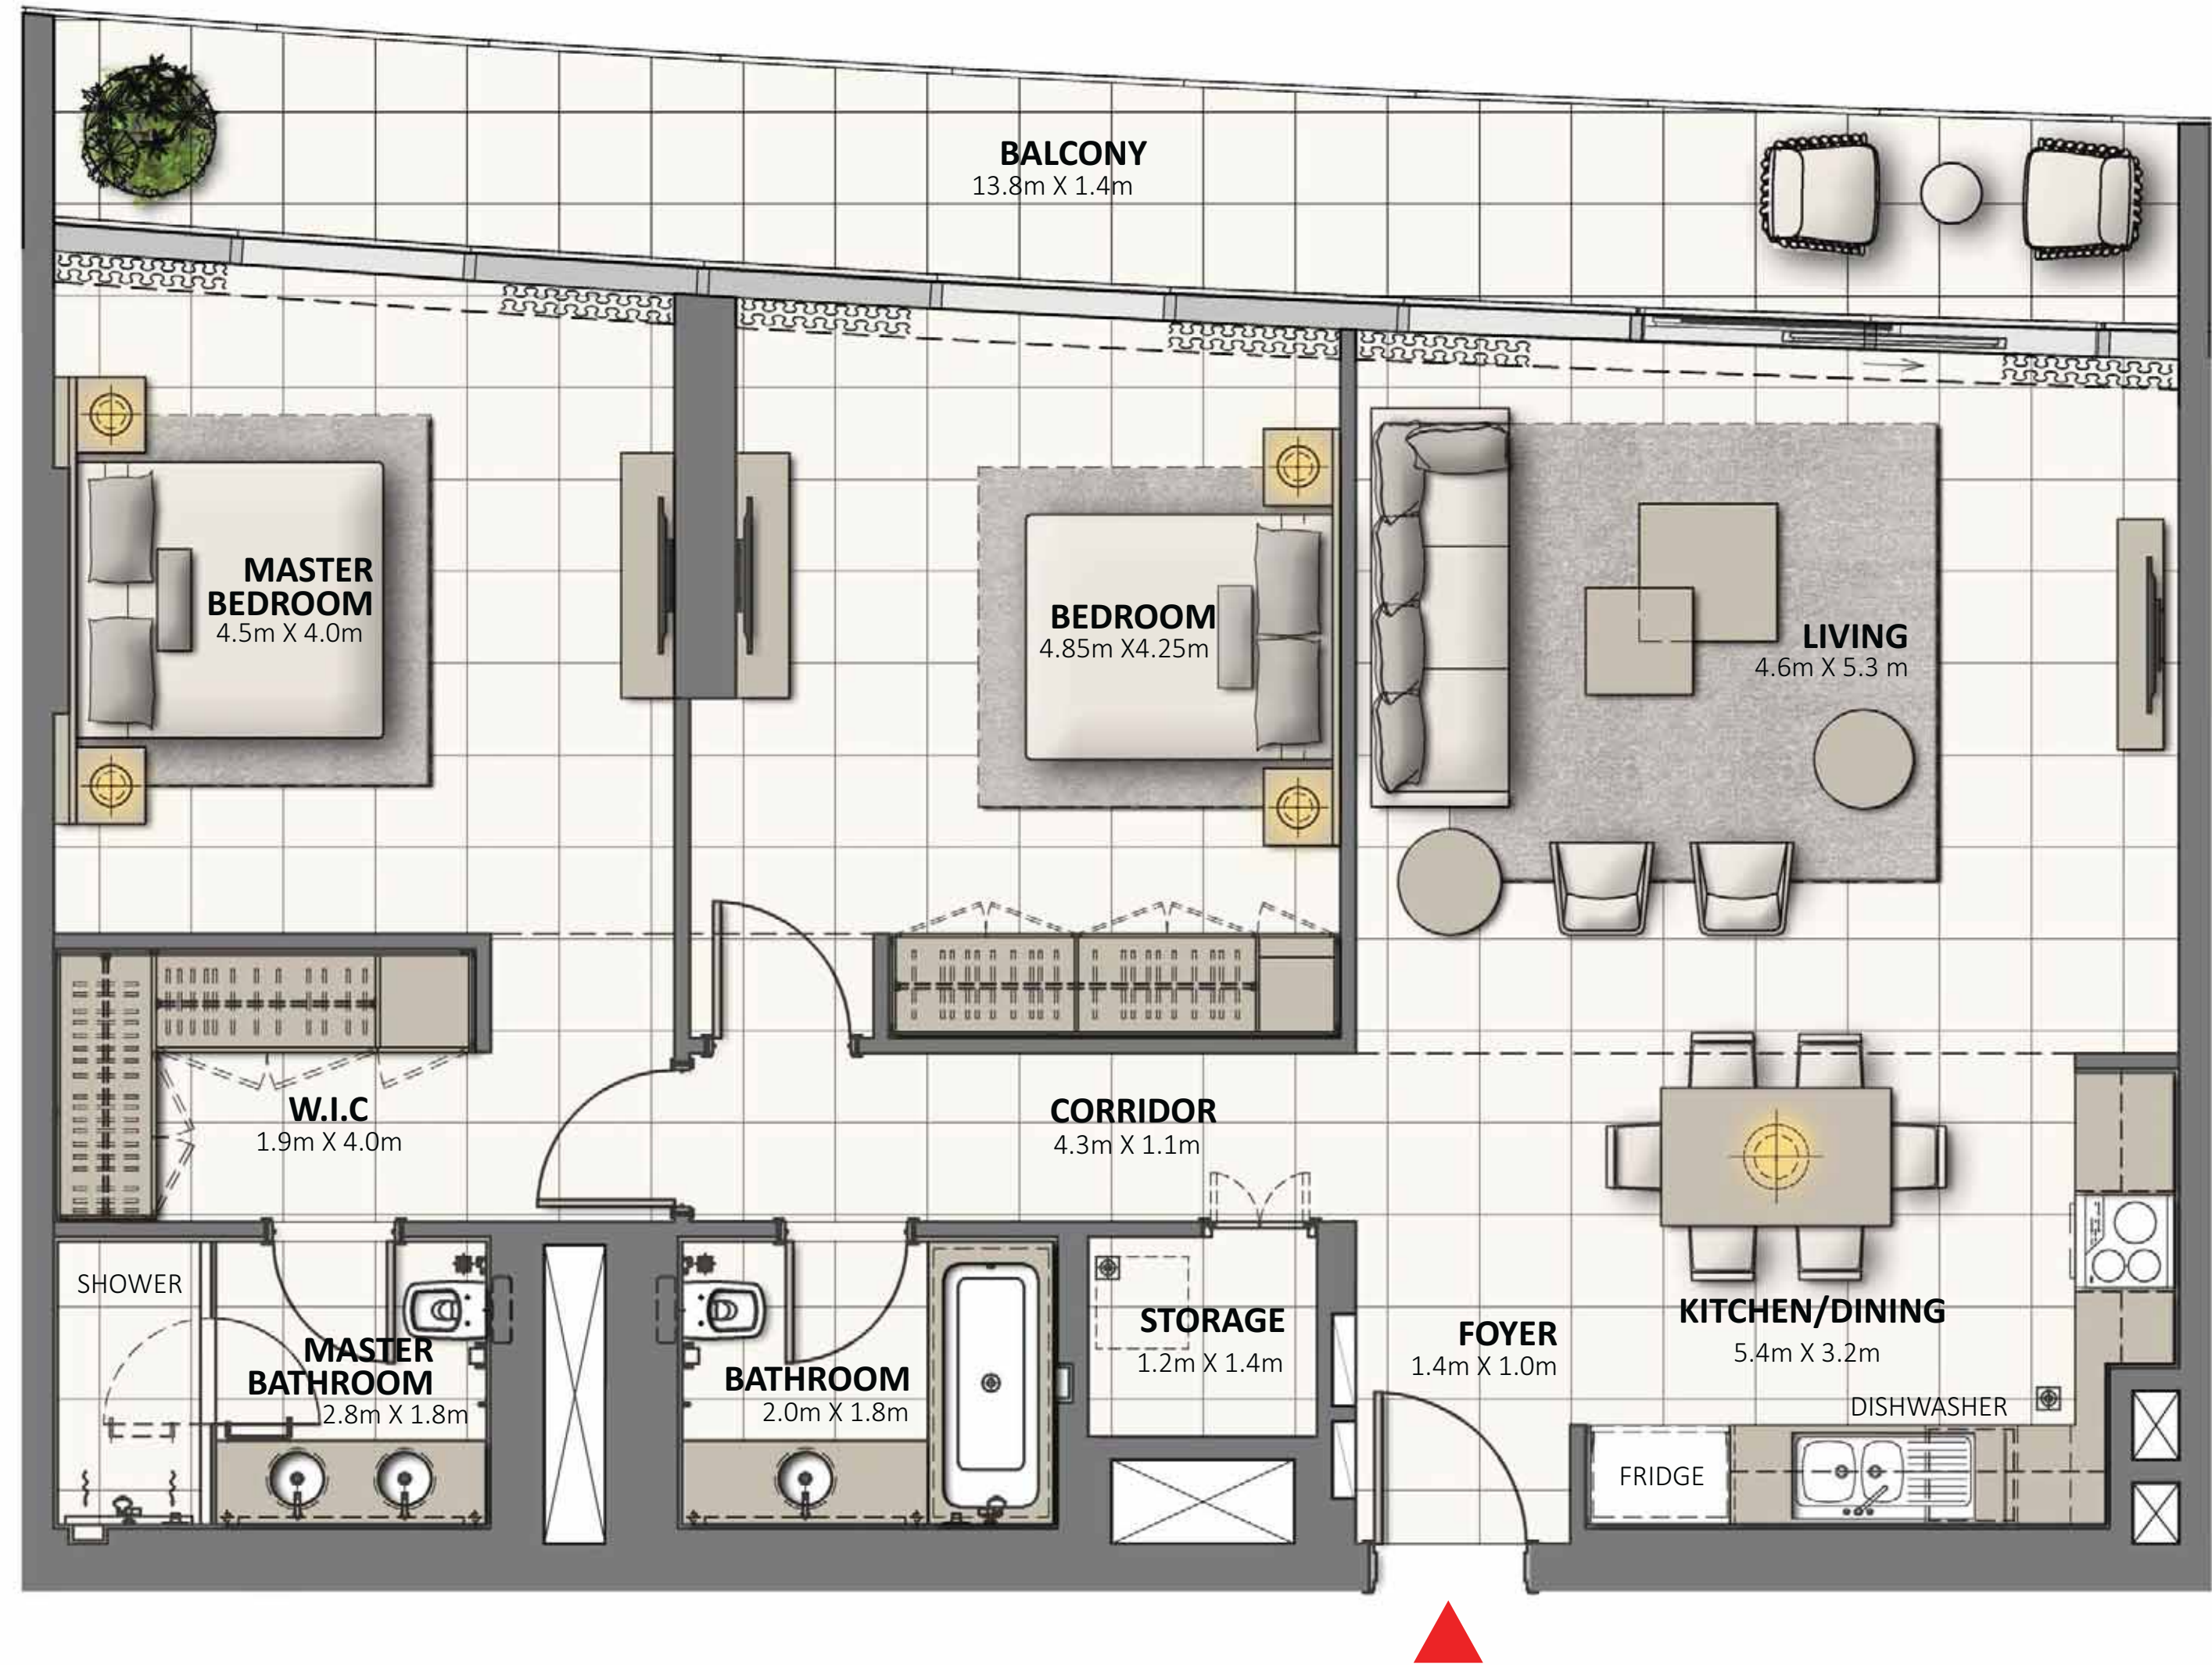 BALCONY
13.8m X 1.4m
MASTER
BEDROOM
4.5m X 4.0m
BEDROOM
4.85m X4.25m
LIVING
4.6m X 5.3 m
W.I.C
1.9m X 4.0m
CORRIDOR
4.3m X 1.1m
SHOWER
MASTER
BATHROOM
2.8m X 1.8m
BATHROOM
2.0m X 1.8m
STORAGE
1.2m X 1.4m
FOYER
1.4m X 1.0m
KITCHEN/DINING
5.4m X 3.2m
DISHWASHER
FRIDGE